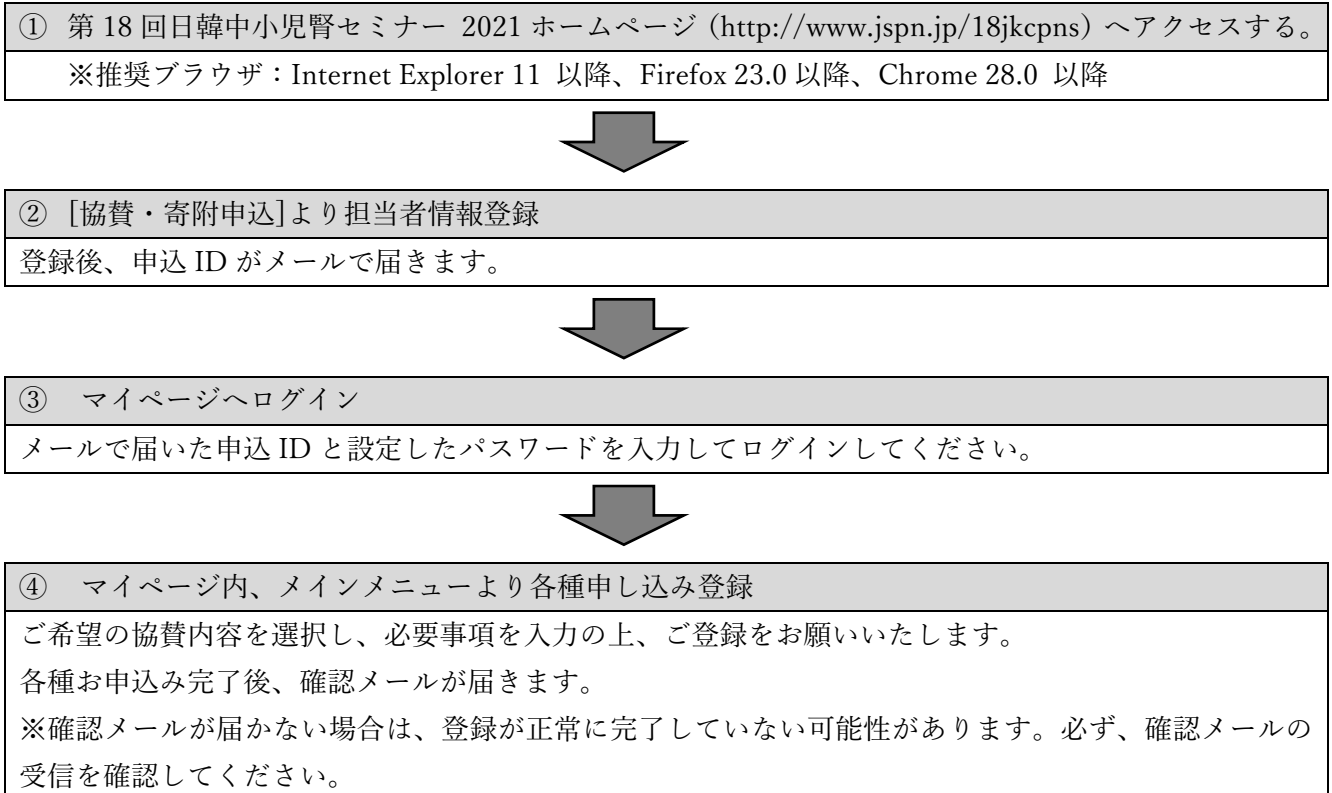 ① 第 18 回日韓中小児腎セミナー 2021 ホームページ (http://www.jspn.jp/18jkcpns) へアクセスする。
※推奨ブラウザ：Internet Explorer 11 以降、Firefox 23.0 以降、Chrome 28.0 以降
② [協賛・寄附申込]より担当者情報登録
登録後、申込 ID がメールで届きます。
③ マイページへログイン
メールで届いた申込 ID と設定したパスワードを入力してログインしてください。
④ マイページ内、メインメニューより各種申し込み登録
ご希望の協賛内容を選択し、必要事項を入力の上、ご登録をお願いいたします。
各種お申込み完了後、確認メールが届きます。
※確認メールが届かない場合は、登録が正常に完了していない可能性があります。必ず、確認メールの
受信を確認してください。